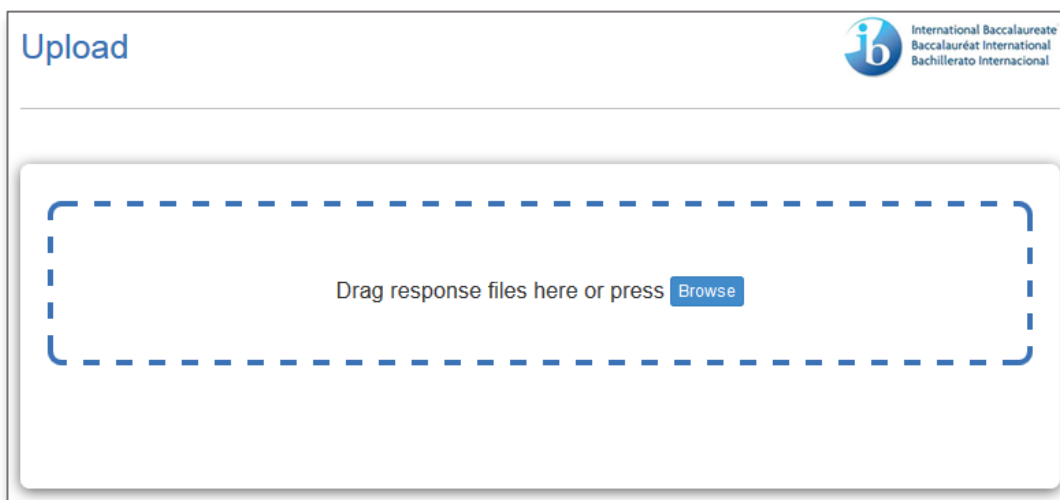 Upload
ib
International Baccalaureate
Baccalauréat International
Bachillerato Internacional
Drag response files here or press Browse